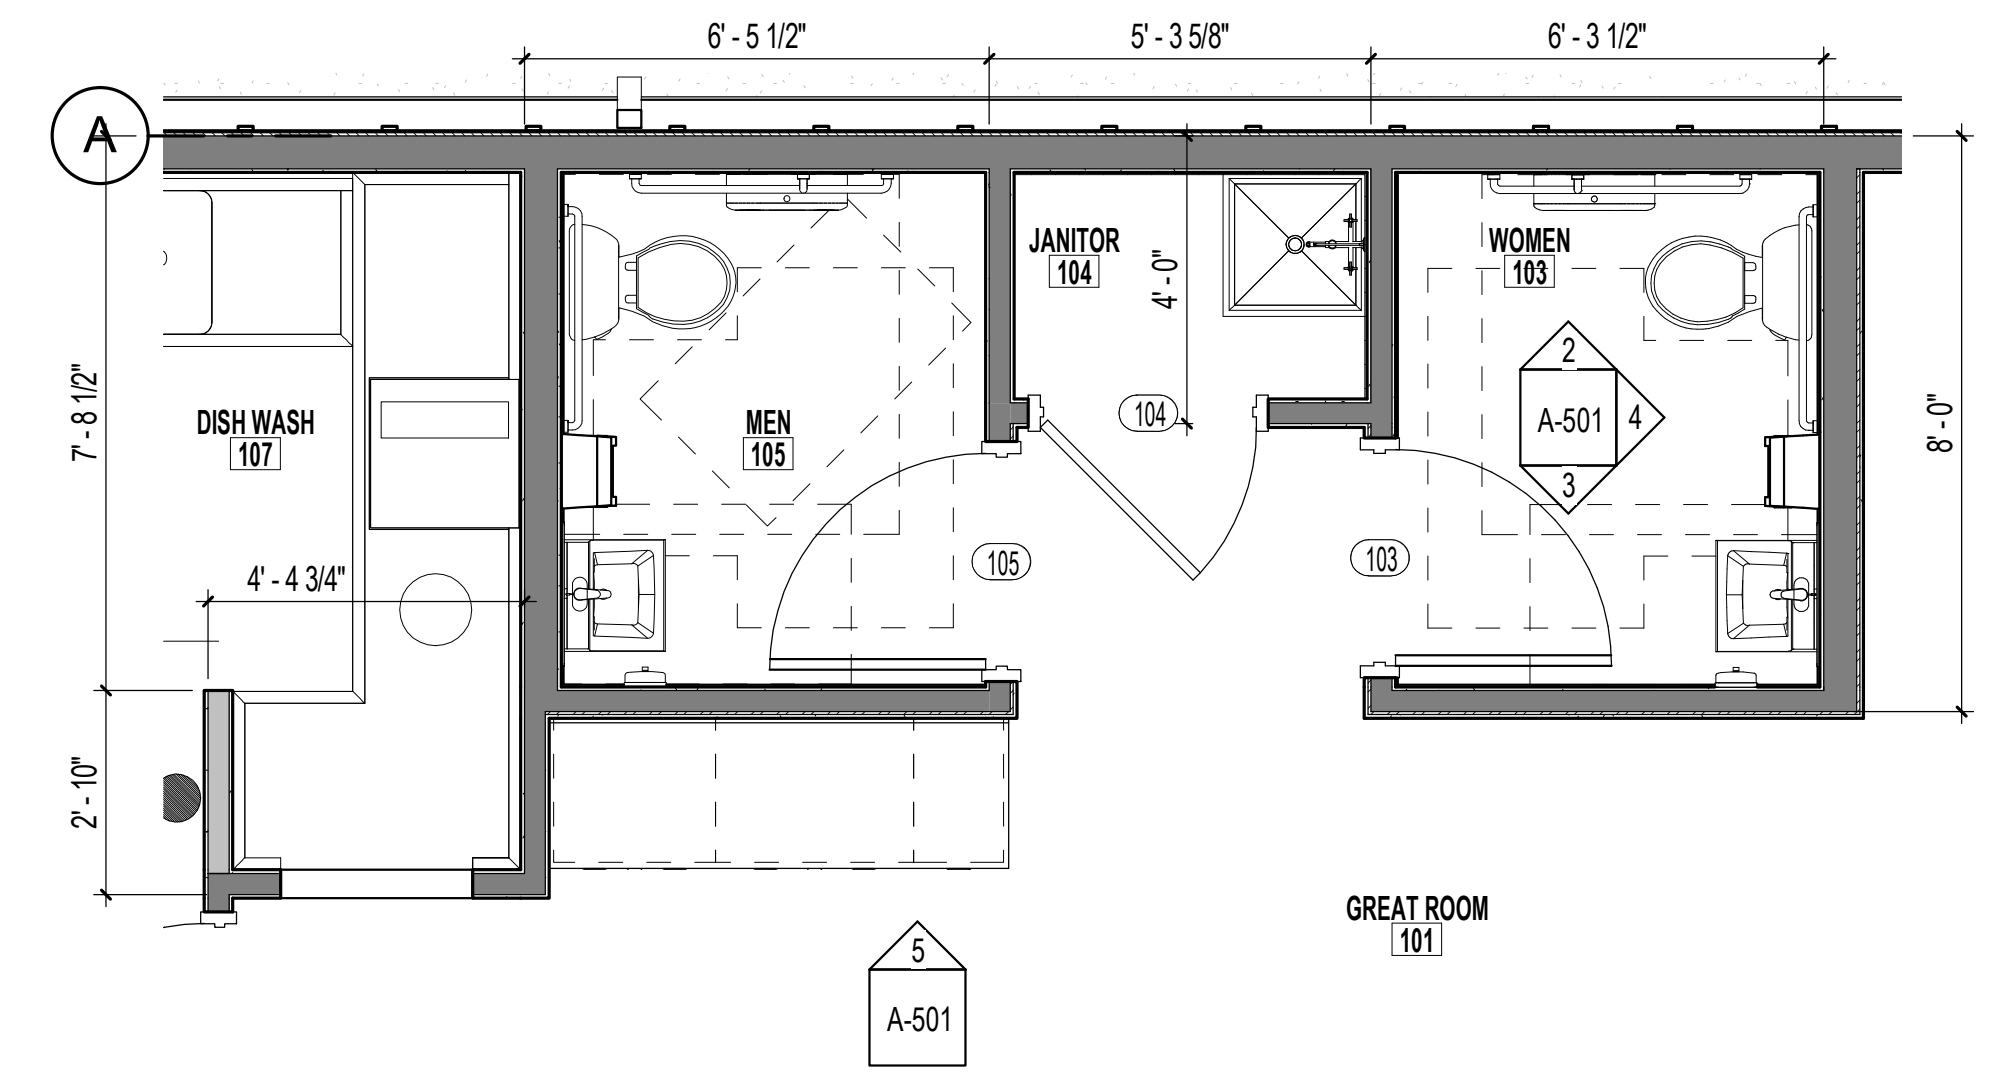 6' - 5 1/2"
5' - 3 5/8"
6' - 3 1/2"
A
JANITOR
104
WOMEN
103
4' - 0"
2
A-501
4
3
7' - 8 1/2"
DISH WASH
107
MEN
105
104
8' - 0"
105
103
4' - 4 3/4"
2' - 10"
GREAT ROOM
101
5
A-501